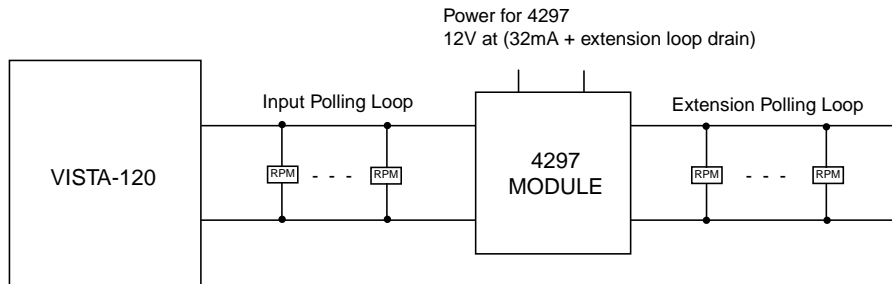 Power for 4297
12V at (32mA + extension loop drain)
Input Polling Loop
Extension Polling Loop
VISTA-120
RPM - - - RPM
4297
MODULE
RPM - - - RPM